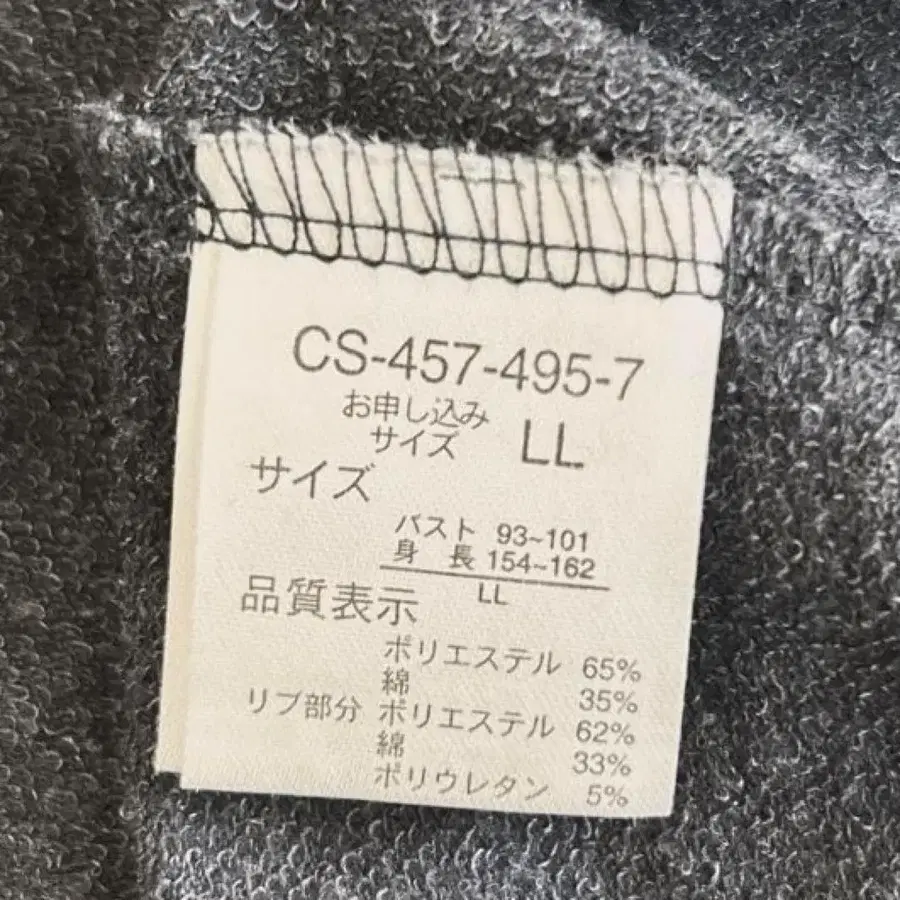 CS-457-495-7
お申し込み
サイズ LL
サイズ
バスト 93~101
身 長 154~162
LL
品質表示
ポリエステル 65%
綿 35%
リブ部分 ポリエステル 62%
綿 33%
ポリウレタン 5%